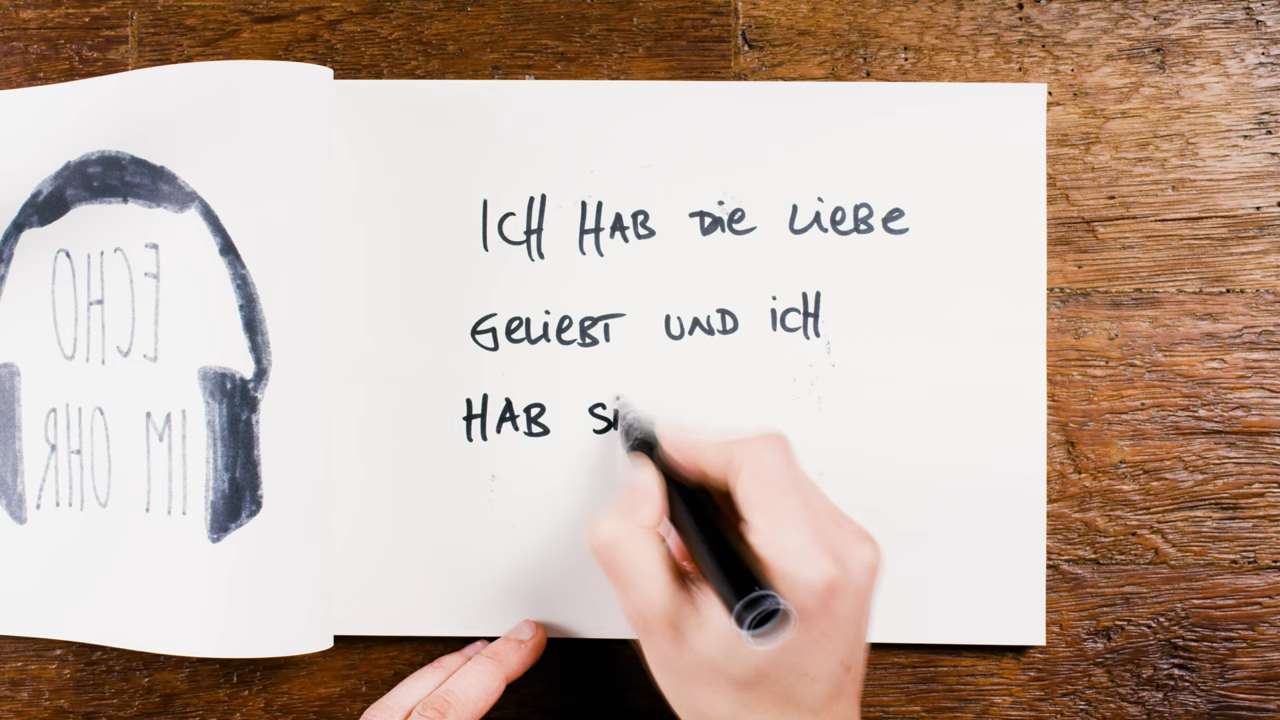 ECHO
IM OHR
ICH HAB DiE LiEBE
GELiEBT UND iCH
HAB